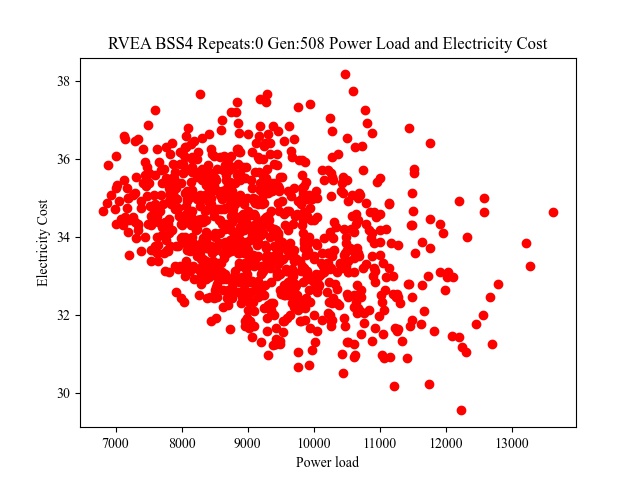 RVEA BSS4 Repeats:0 Gen:508 Power Load and Electricity Cost
38
36
34
32
30
Electricity Cost
7000 8000 9000 10000 11000 12000 13000
Power load